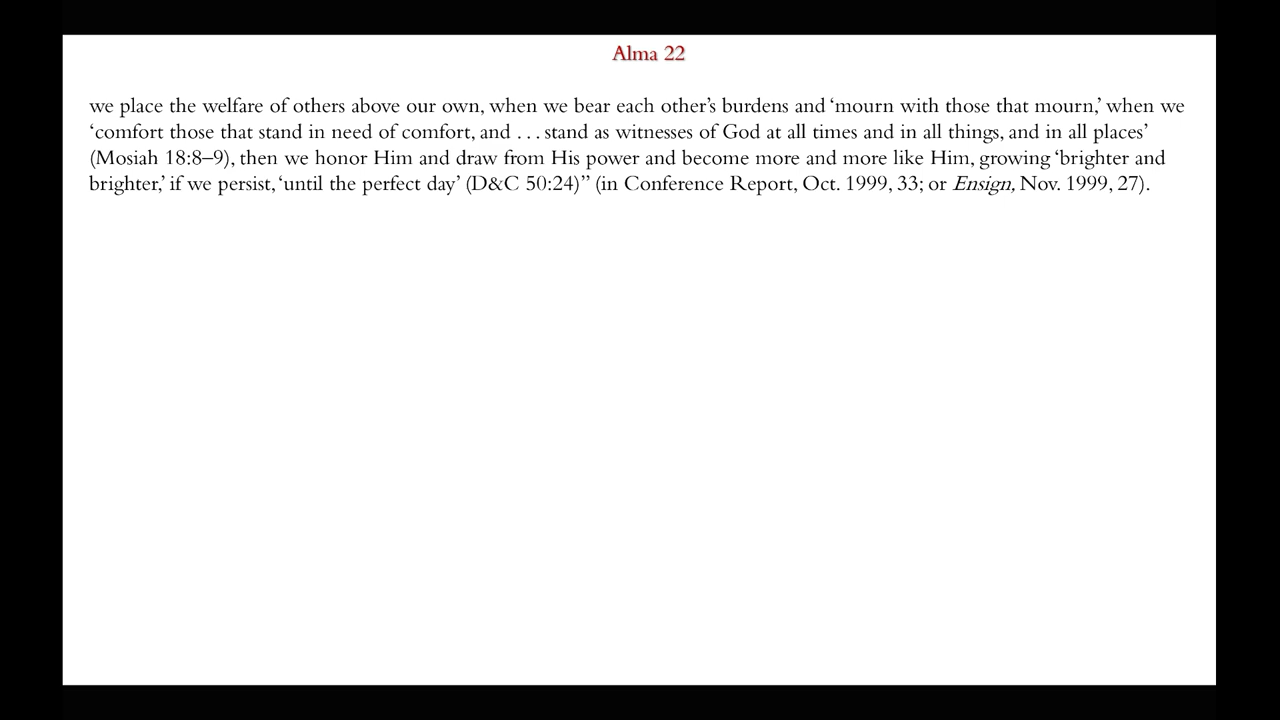 Alma 22
we place the welfare of others above our own, when we bear each other’s burdens and ‘mourn with those that mourn,’ when we
‘comfort those that stand in need of comfort, and . . . stand as witnesses of God at all times and in all things, and in all places’
(Mosiah 18:8–9), then we honor Him and draw from His power and become more and more like Him, growing ‘brighter and
brighter,’ if we persist, ‘until the perfect day’ (D&C 50:24)” (in Conference Report, Oct. 1999, 33; or Ensign, Nov. 1999, 27).